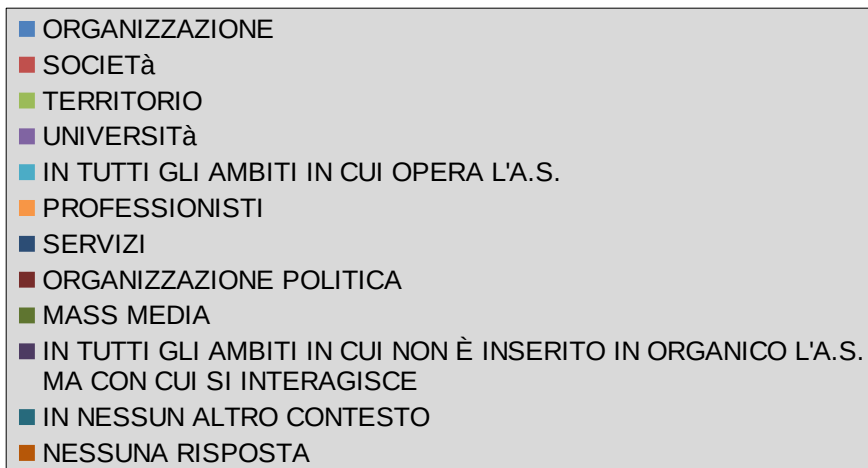 ORGANIZZAZIONE
SOCIETà
TERRITORIO
UNIVERSITà
IN TUTTI GLI AMBITI IN CUI OPERA L'A.S.
PROFESSIONISTI
SERVIZI
ORGANIZZAZIONE POLITICA
MASS MEDIA
IN TUTTI GLI AMBITI IN CUI NON È INSERITO IN ORGANICO L'A.S.
MA CON CUI SI INTERAGISCE
IN NESSUN ALTRO CONTESTO
NESSUNA RISPOSTA